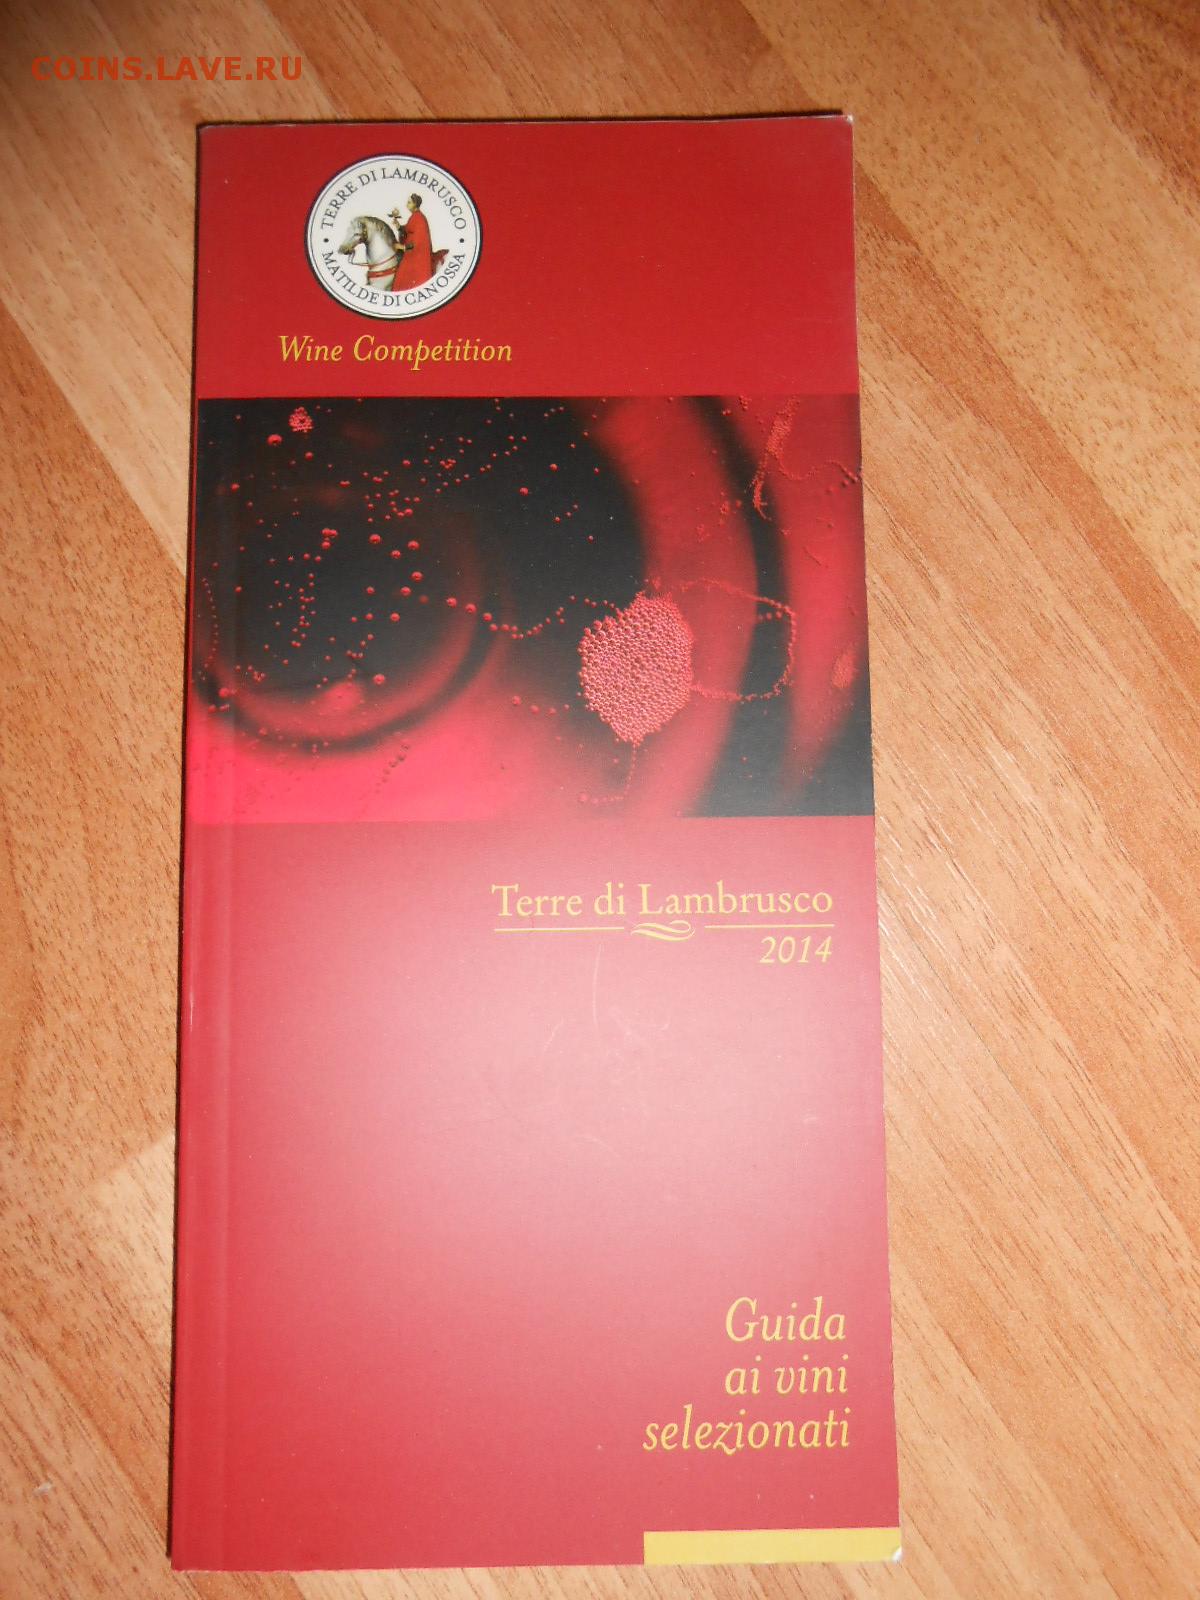 COINS.LAVE.RU
TERRE DI LAMBRUSCO
MATILDE DI CANOSSA
Wine Competition
Terre di Lambrusco
2014
Guida
ai vini
selezionati